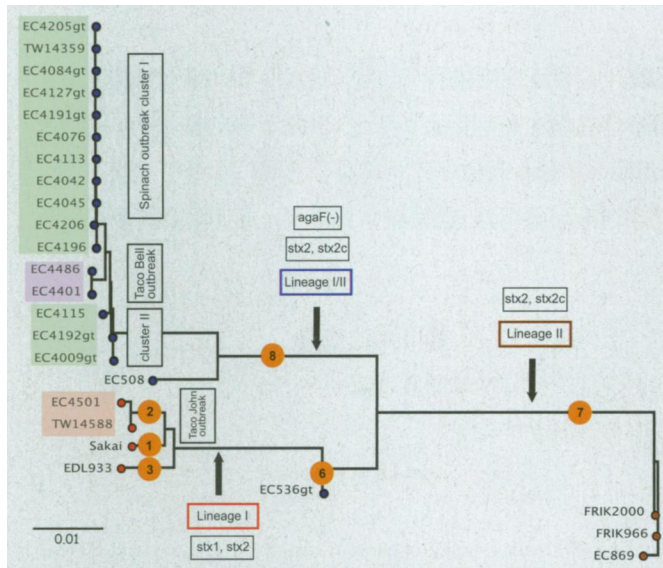 EC4205gt
TW14359
EC4084gt
EC4127gt
EC4191gt
EC4076
EC4113
EC4042
EC4045
EC4206
EC4196
Spinach outbreak cluster I
EC4486
EC4401
Taco Bell
outbreak
EC4115
EC4192gt
EC4009gt
cluster II
EC508
agaF(-)
stx2, stx2c
Lineage I/II
8
stx2, stx2c
Lineage II
7
EC4501
TW14588
2
Taco John
outbreak
Sakai
1
EDL933
3
6
EC536gt
Lineage I
stx1, stx2
FRIK2000
FRIK966
EC869
0.01